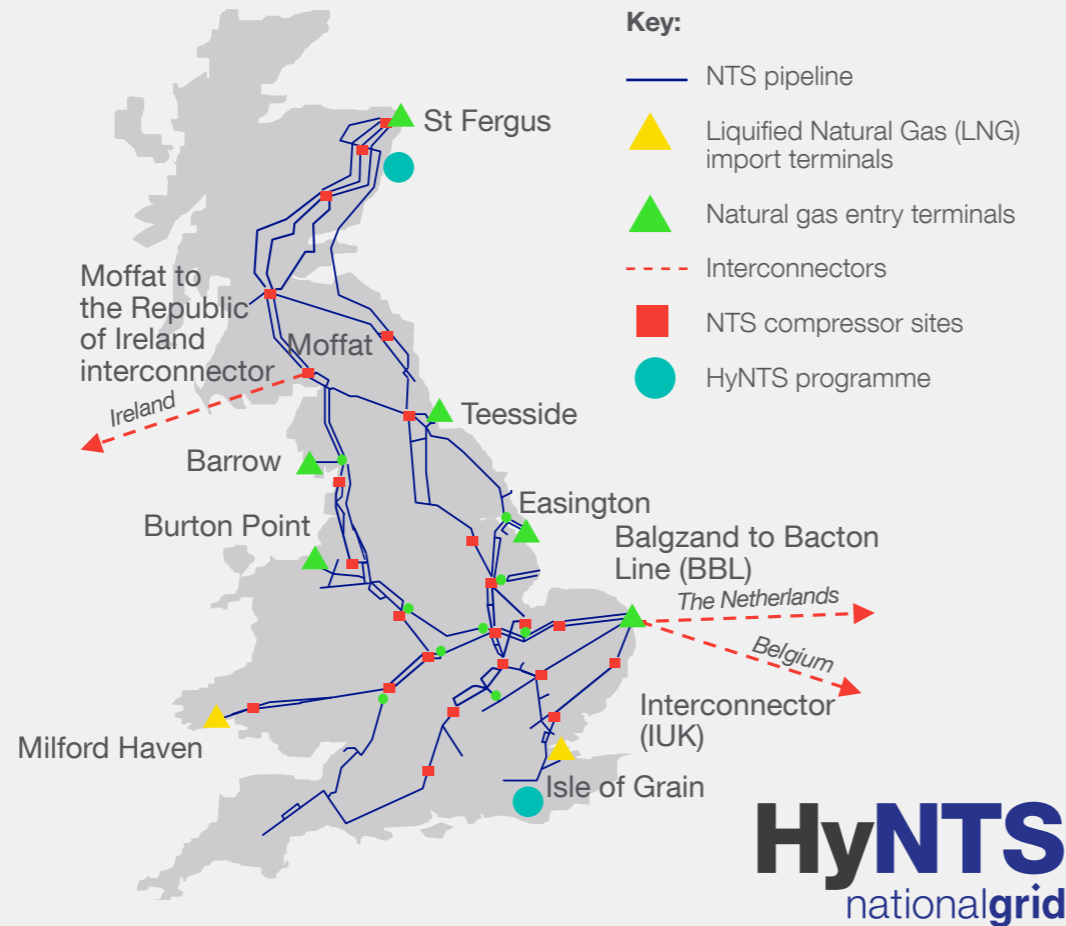 Key:
NTS pipeline
Liquified Natural Gas (LNG)
import terminals
Natural gas entry terminals
Interconnectors
NTS compressor sites
HyNTS programme
St Fergus
Moffat to
the Republic
of Ireland
interconnector
Moffat
Ireland
Teesside
Barrow
Easington
Burton Point
Balgzand to Bacton
Line (BBL)
The Netherlands
Belgium
Interconnector
(IUK)
Milford Haven
Isle of Grain
HyNTS
nationalgrid